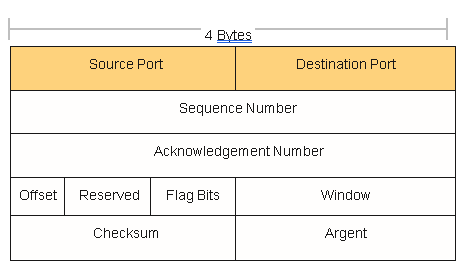 4 Bytes
Source Port Destination Port
Sequence Number
Acknowledgement Number
Offset Reserved Flag Bits Window
Checksum Argent